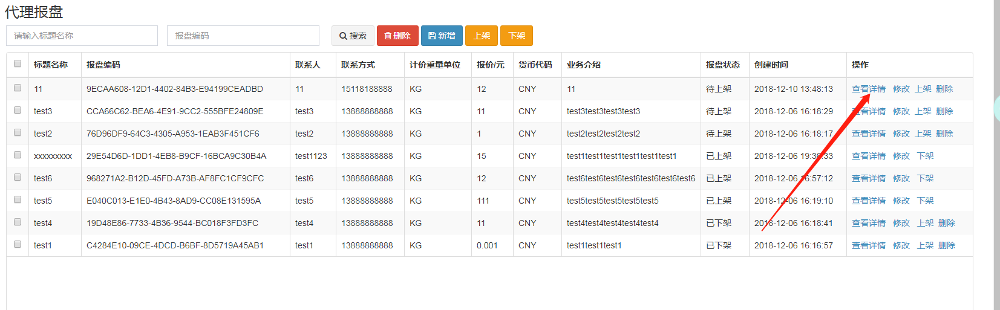 代理报盘
请输入标题名称 报盘编码 搜索 删除 新增 上架 下架
标题名称 报盘编码 联系人 联系方式 计价重量单位 报价/元 货币代码 业务介绍 报盘状态 创建时间 操作
11 9ECAA608-12D1-4402-84B3-E94199CEADBD 11 15118188888 KG 12 CNY 11 待上架 2018-12-10 13:48:13 查看详情 修改 上架 删除
test3 CCA66C62-BEA6-4E91-9CC2-555BFE24809E test3 13888888888 KG 11 CNY test3test3test3test3 待上架 2018-12-06 16:18:29 查看详情 修改 上架 删除
test2 76D96DF9-64C3-4305-A953-1EAB3F451CF6 test2 13888888888 KG 1 CNY test2test2test2test2 待上架 2018-12-06 16:18:17 查看详情 修改 上架 删除
xxxxxxxxx 29E54D6D-1DD1-4EB8-B9CF-16BCA9C30B4A test1123 13888888888 KG 15 CNY test1test1test1test1test1test1 已上架 2018-12-06 19:36:33 查看详情 修改 下架
test6 968271A2-B12D-45FD-A73B-AF8FC1CF9CFC test6 13888888888 KG 12 CNY test6test6test6test6test6test6test6 已上架 2018-12-06 16:57:12 查看详情 修改 下架
test5 E040C013-E1E0-4B43-8AD9-CC08E131595A test5 13888888888 KG 111 CNY test5test5test5test5test5 已上架 2018-12-06 16:19:10 查看详情 修改 下架
test4 19D48E86-7733-4B36-9544-BC018F3FD3FC test4 13888888888 KG 11 CNY test4test4test4test4test4 已下架 2018-12-06 16:18:41 查看详情 修改 上架 删除
test1 C4284E10-09CE-4DCD-B6BF-8D5719A45AB1 test1 13888888888 KG 0.001 CNY test1test1test1 已下架 2018-12-06 16:16:57 查看详情 修改 上架 删除